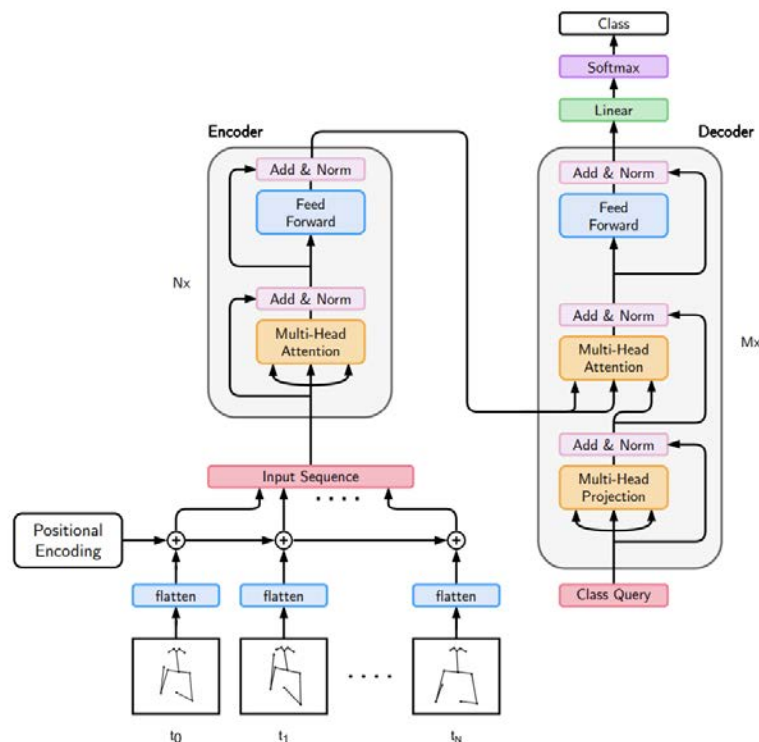 Class
Softmax
Linear
Encoder
Decoder
Add & Norm
Feed
Forward
Nx
Add & Norm
Multi-Head
Attention
Add & Norm
Feed
Forward
Add & Norm
Multi-Head
Attention
Mx
Add & Norm
Multi-Head
Projection
Input Sequence
Positional
Encoding
+
+
+
Class Query
flatten
flatten
flatten
t0
t1
tN